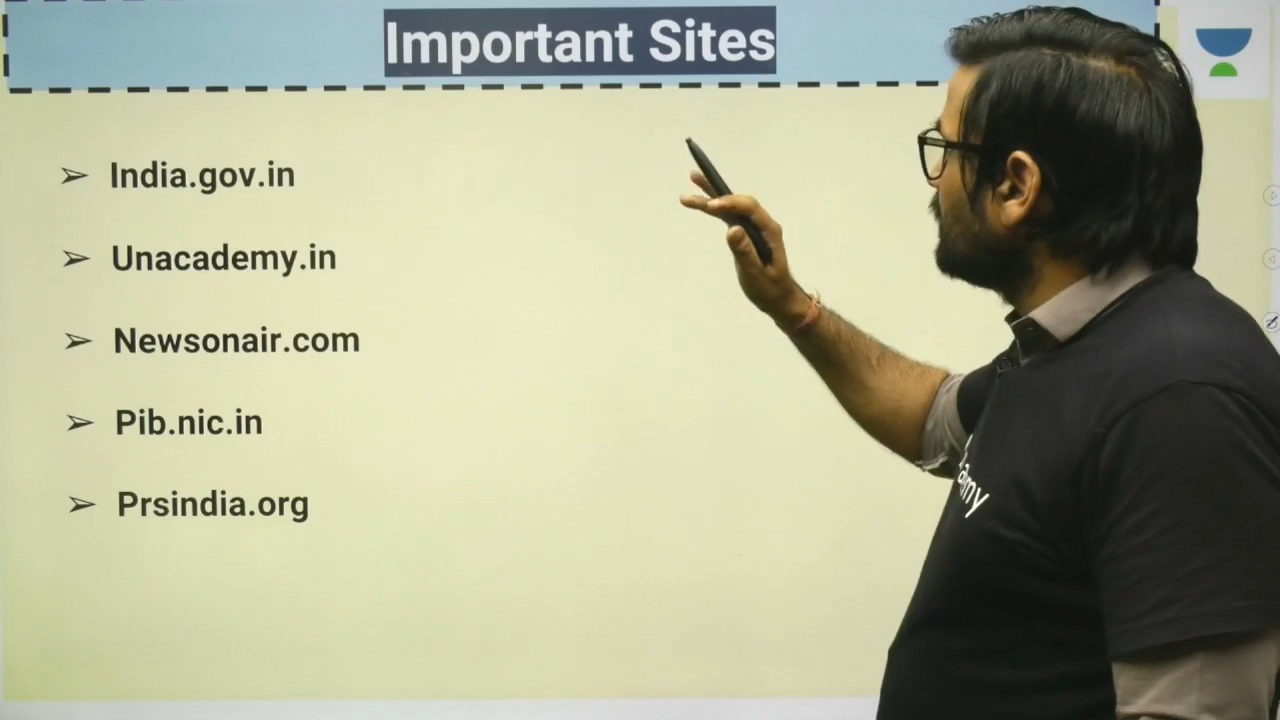 Important Sites
➢ India.gov.in
➢ Unacademy.in
➢ Newsonair.com
➢ Pib.nic.in
➢ Prsindia.org